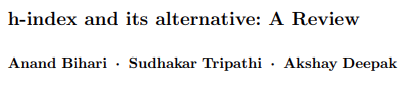 h-index and its alternative: A Review
Anand Bihari · Sudhakar Tripathi · Akshay Deepak